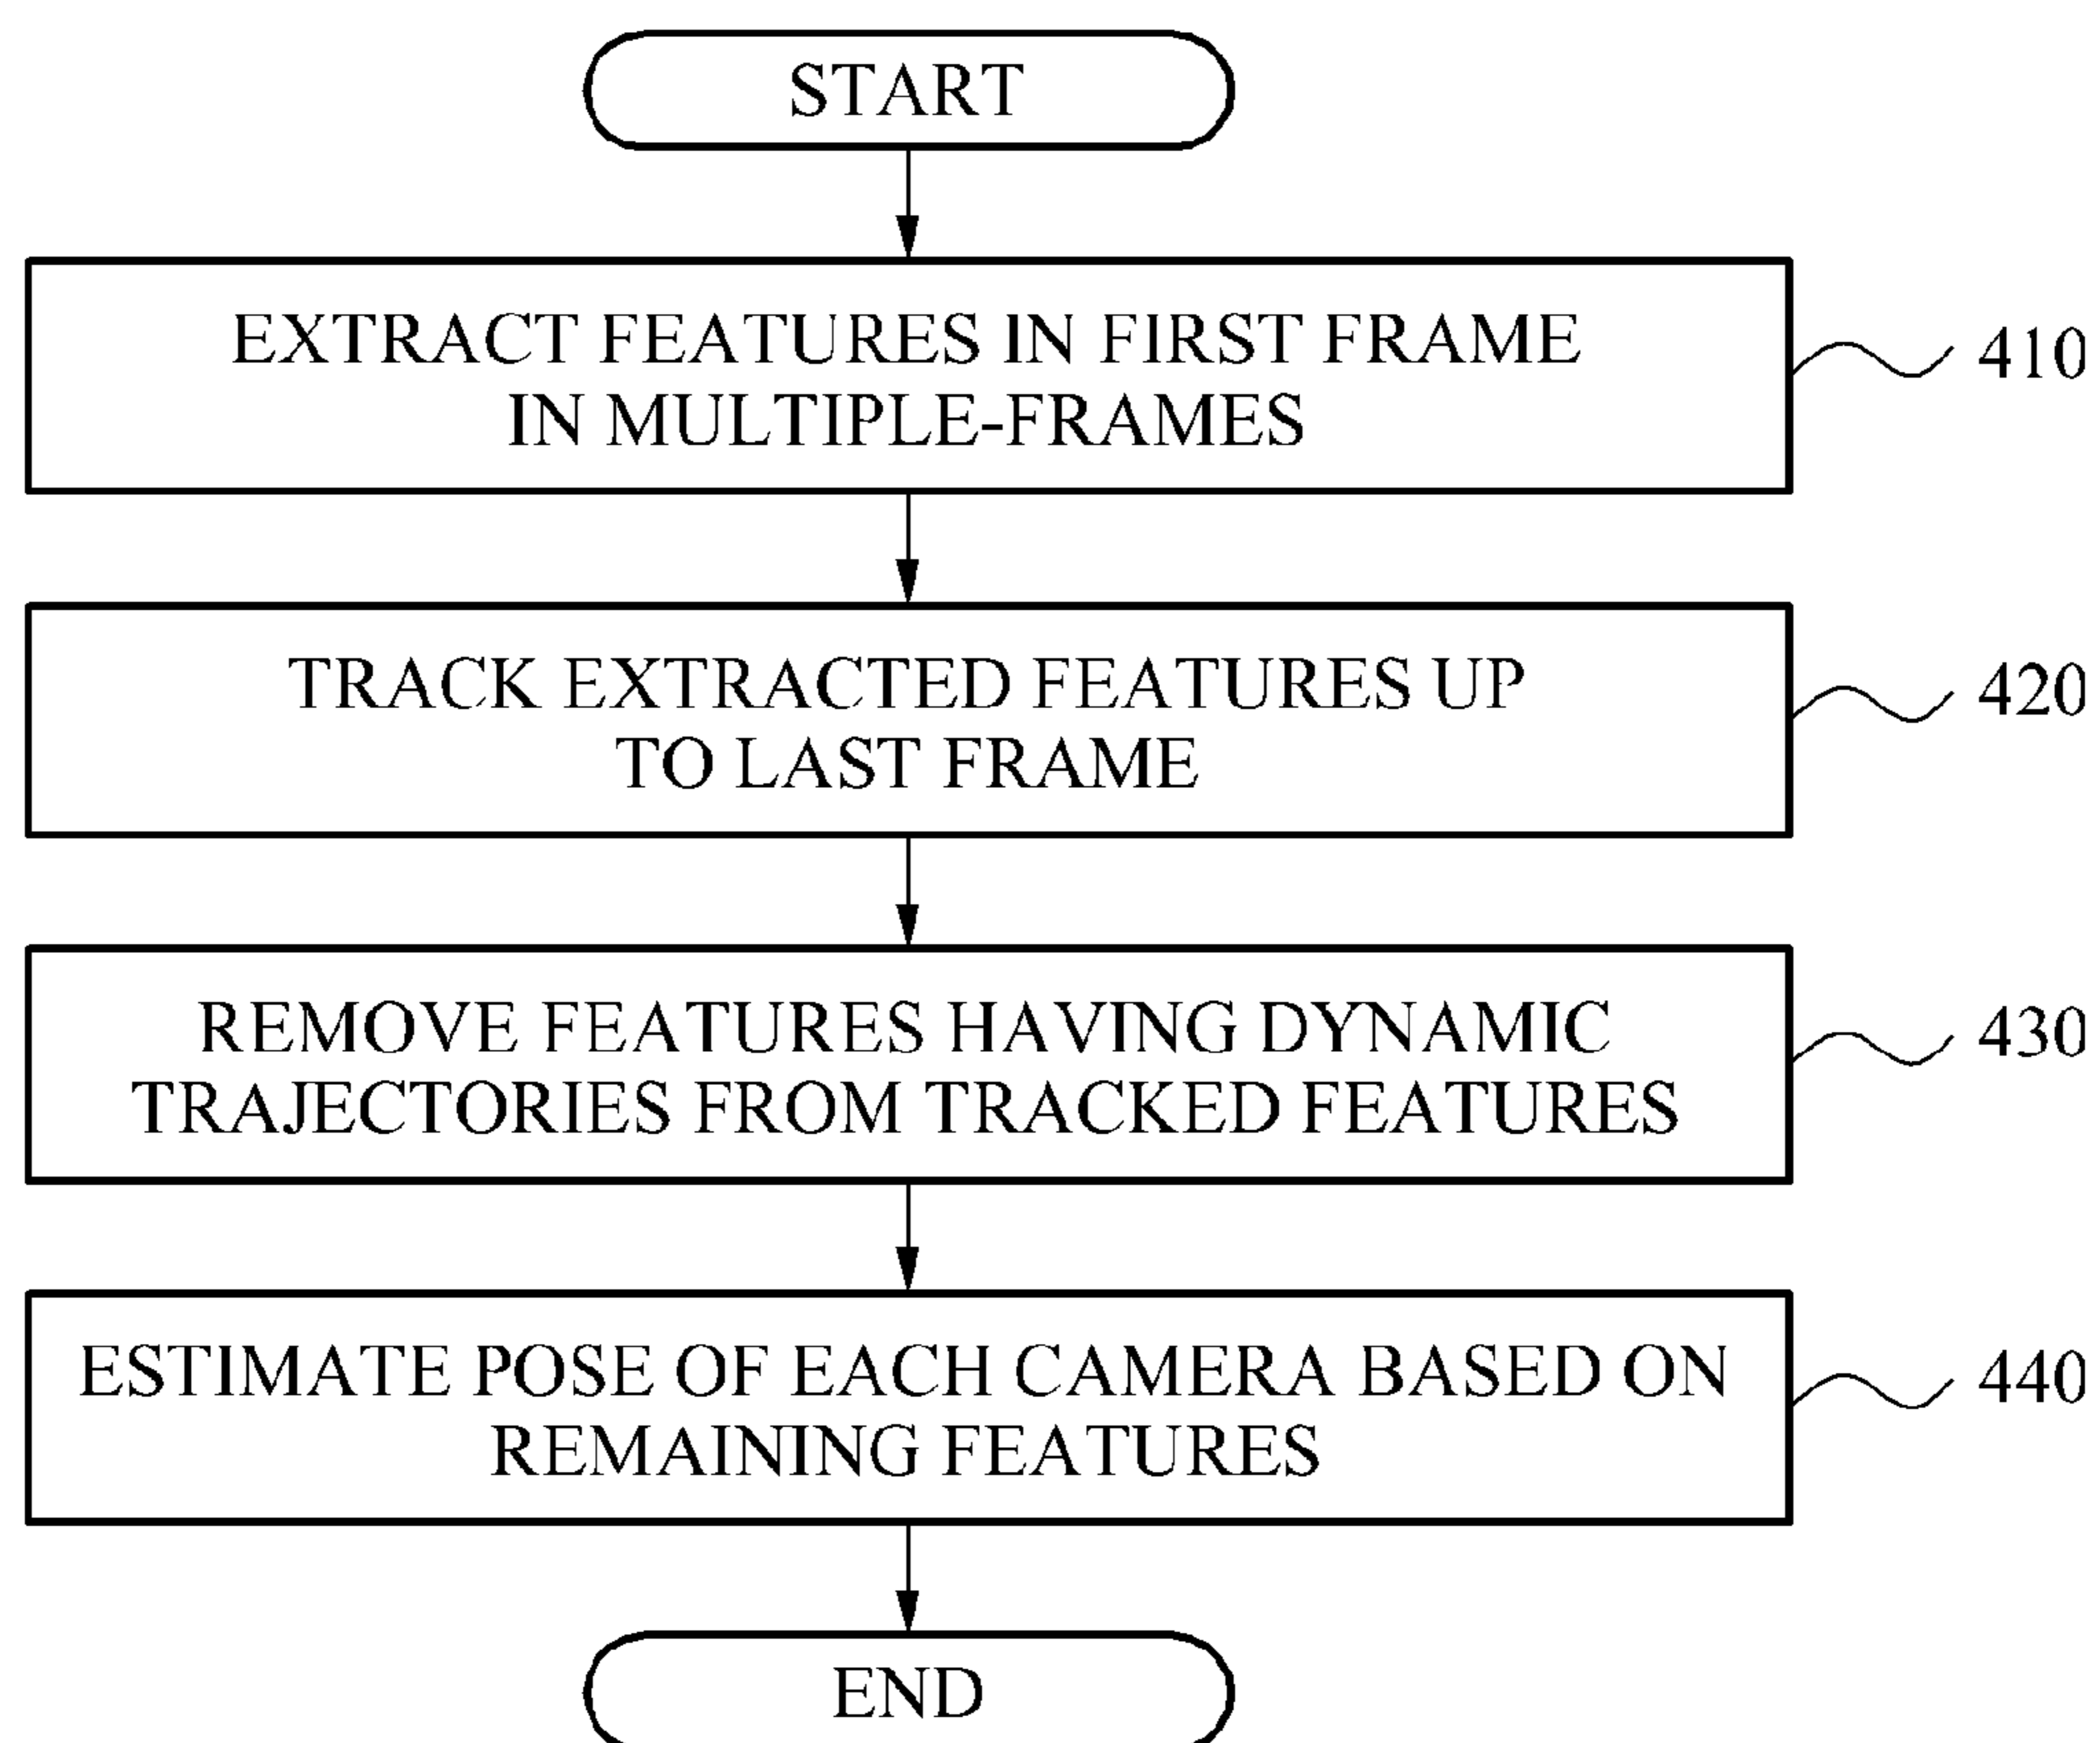 START
EXTRACT FEATURES IN FIRST FRAME
IN MULTIPLE-FRAMES
410
TRACK EXTRACTED FEATURES UP
TO LAST FRAME
420
REMOVE FEATURES HAVING DYNAMIC
TRAJECTORIES FROM TRACKED FEATURES
430
ESTIMATE POSE OF EACH CAMERA BASED ON
REMAINING FEATURES
440
END